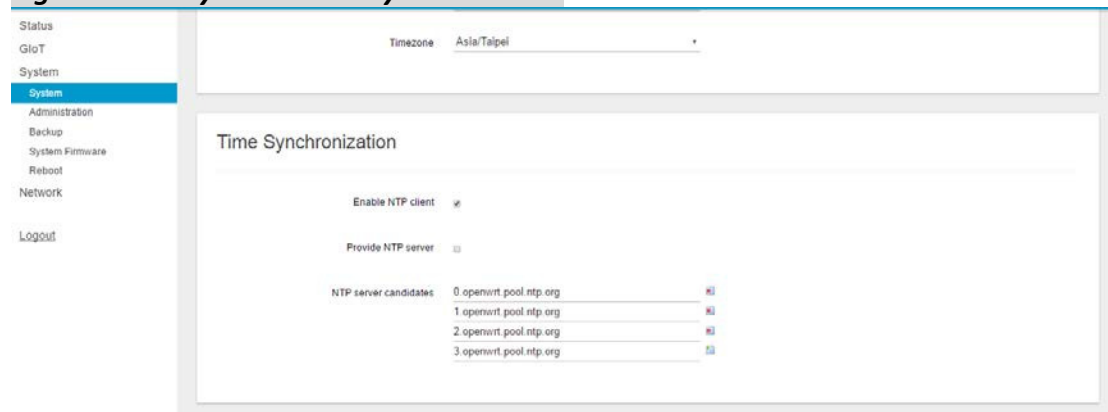 Status
GIoT
System
System
Administration
Backup
System Firmware
Reboot
Network
Logout
Timezone Asia/Taipei
Time Synchronization
Enable NTP client
Provide NTP server
NTP server candidates 0.openwrt.pool.ntp.org
1.openwrt.pool.ntp.org
2.openwrt.pool.ntp.org
3.openwrt.pool.ntp.org